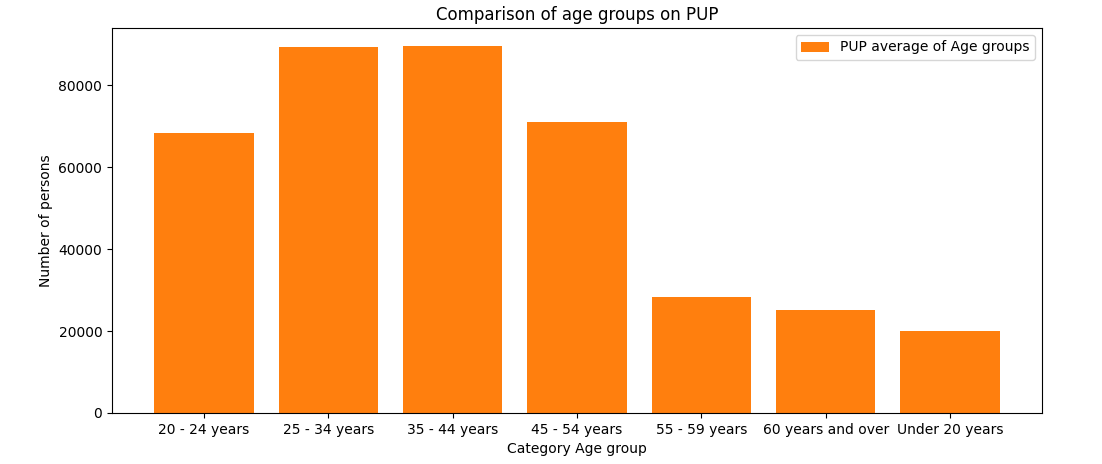 Comparison of age groups on PUP
PUP average of Age groups
Number of persons
80000
60000
40000
20000
0
20 - 24 years
25 - 34 years
35 - 44 years
45 - 54 years
55 - 59 years
60 years and over
Under 20 years
Category Age group